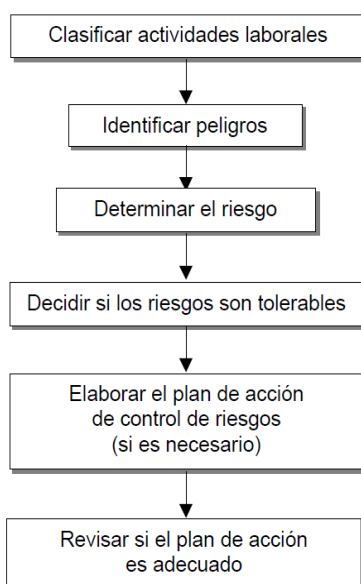 Clasificar actividades laborales
Identificar peligros
Determinar el riesgo
Decidir si los riesgos son tolerables
Elaborar el plan de acción
de control de riesgos
(si es necesario)
Revisar si el plan de acción
es adecuado